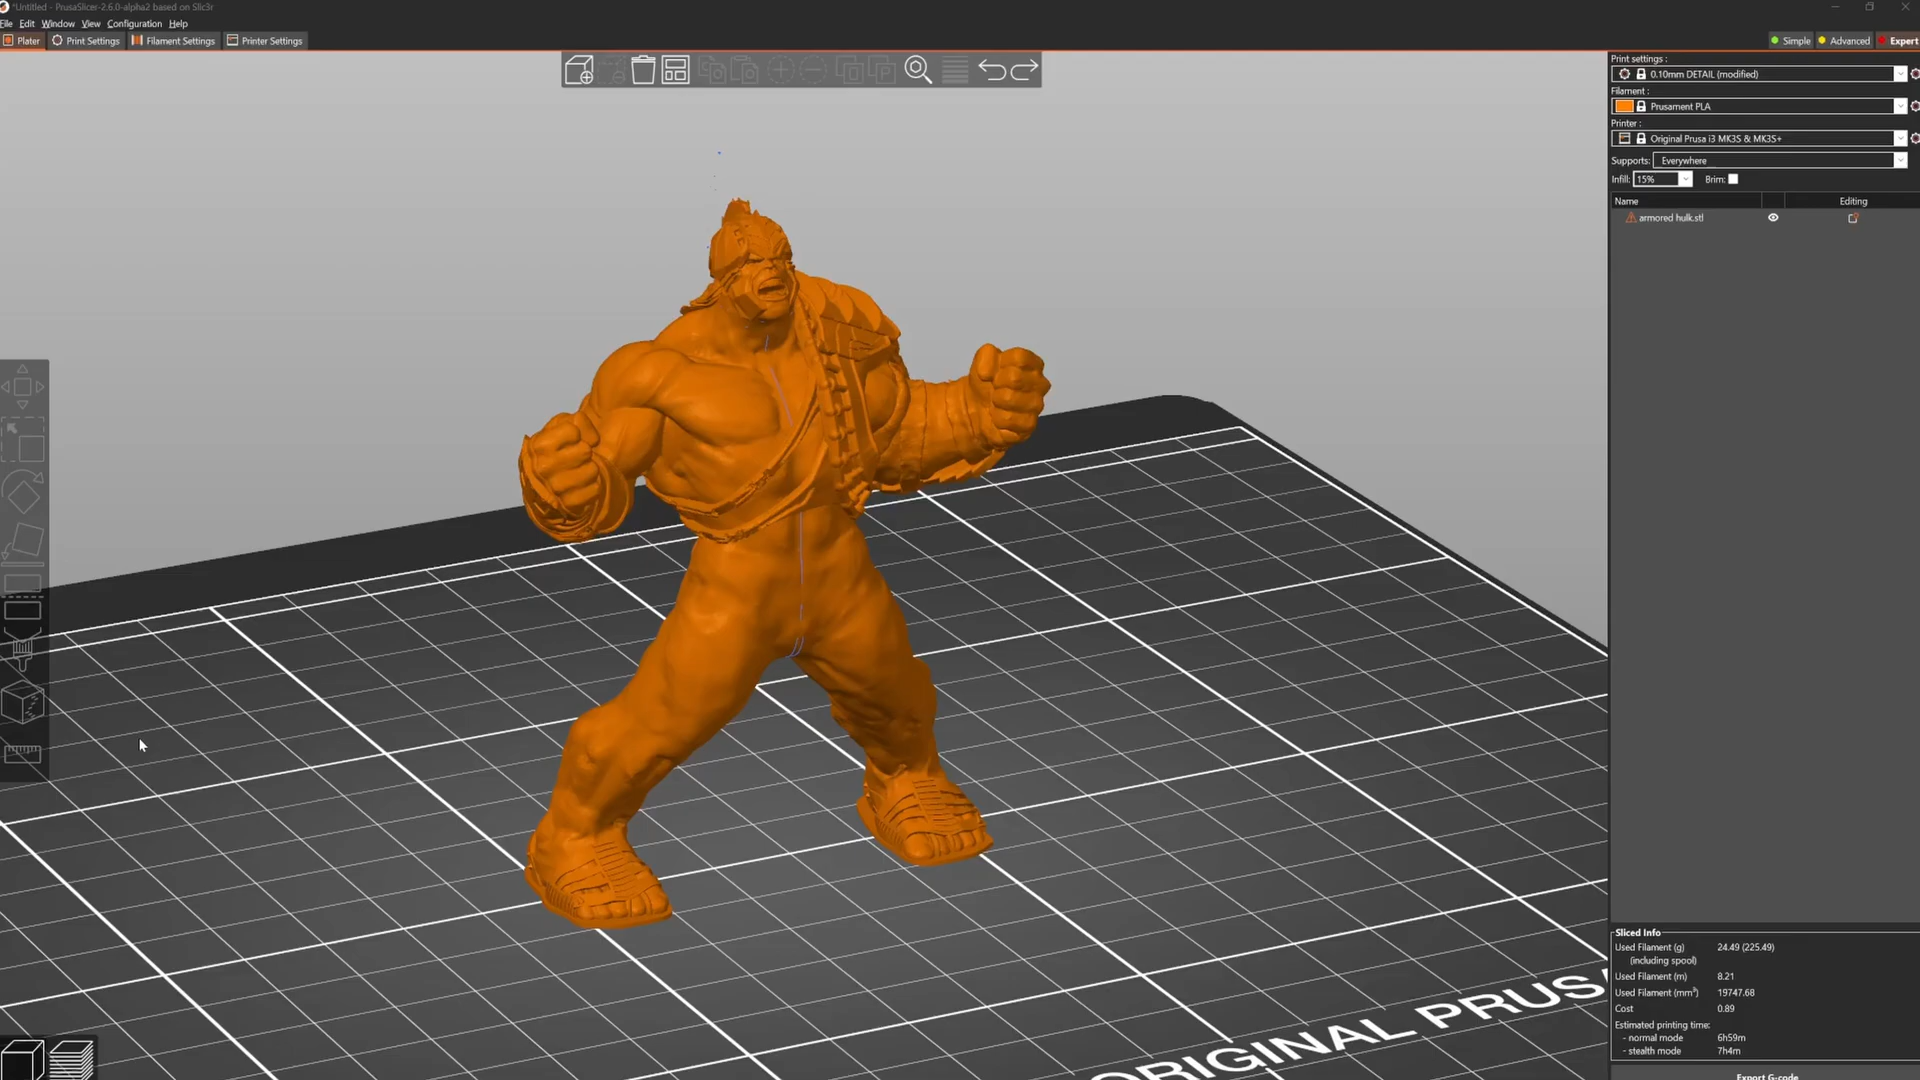 *Untitled - PrusaSlicer-2.6.0-alpha2 based on Slic3r
File Edit Window View Configuration Help
Plater Print Settings Filament Settings Printer Settings
Simple Advanced Expert
Print settings :
0.10mm DETAIL (modified)
Filament :
Prusament PLA
Printer :
Original Prusa i3 MK3S & MK3S+
Supports: Everywhere
Infill: 15% Brim:
Name Editing
armored hulk.stl
Sliced Info
Used Filament (g) 24.49 (225.49)
(including spool)
Used Filament (m) 8.21
Used Filament (mm³) 19747.68
Cost 0.89
Estimated printing time:
- normal mode 6h59m
- stealth mode 7h4m
Export G-code
ORIGINAL PRUSA